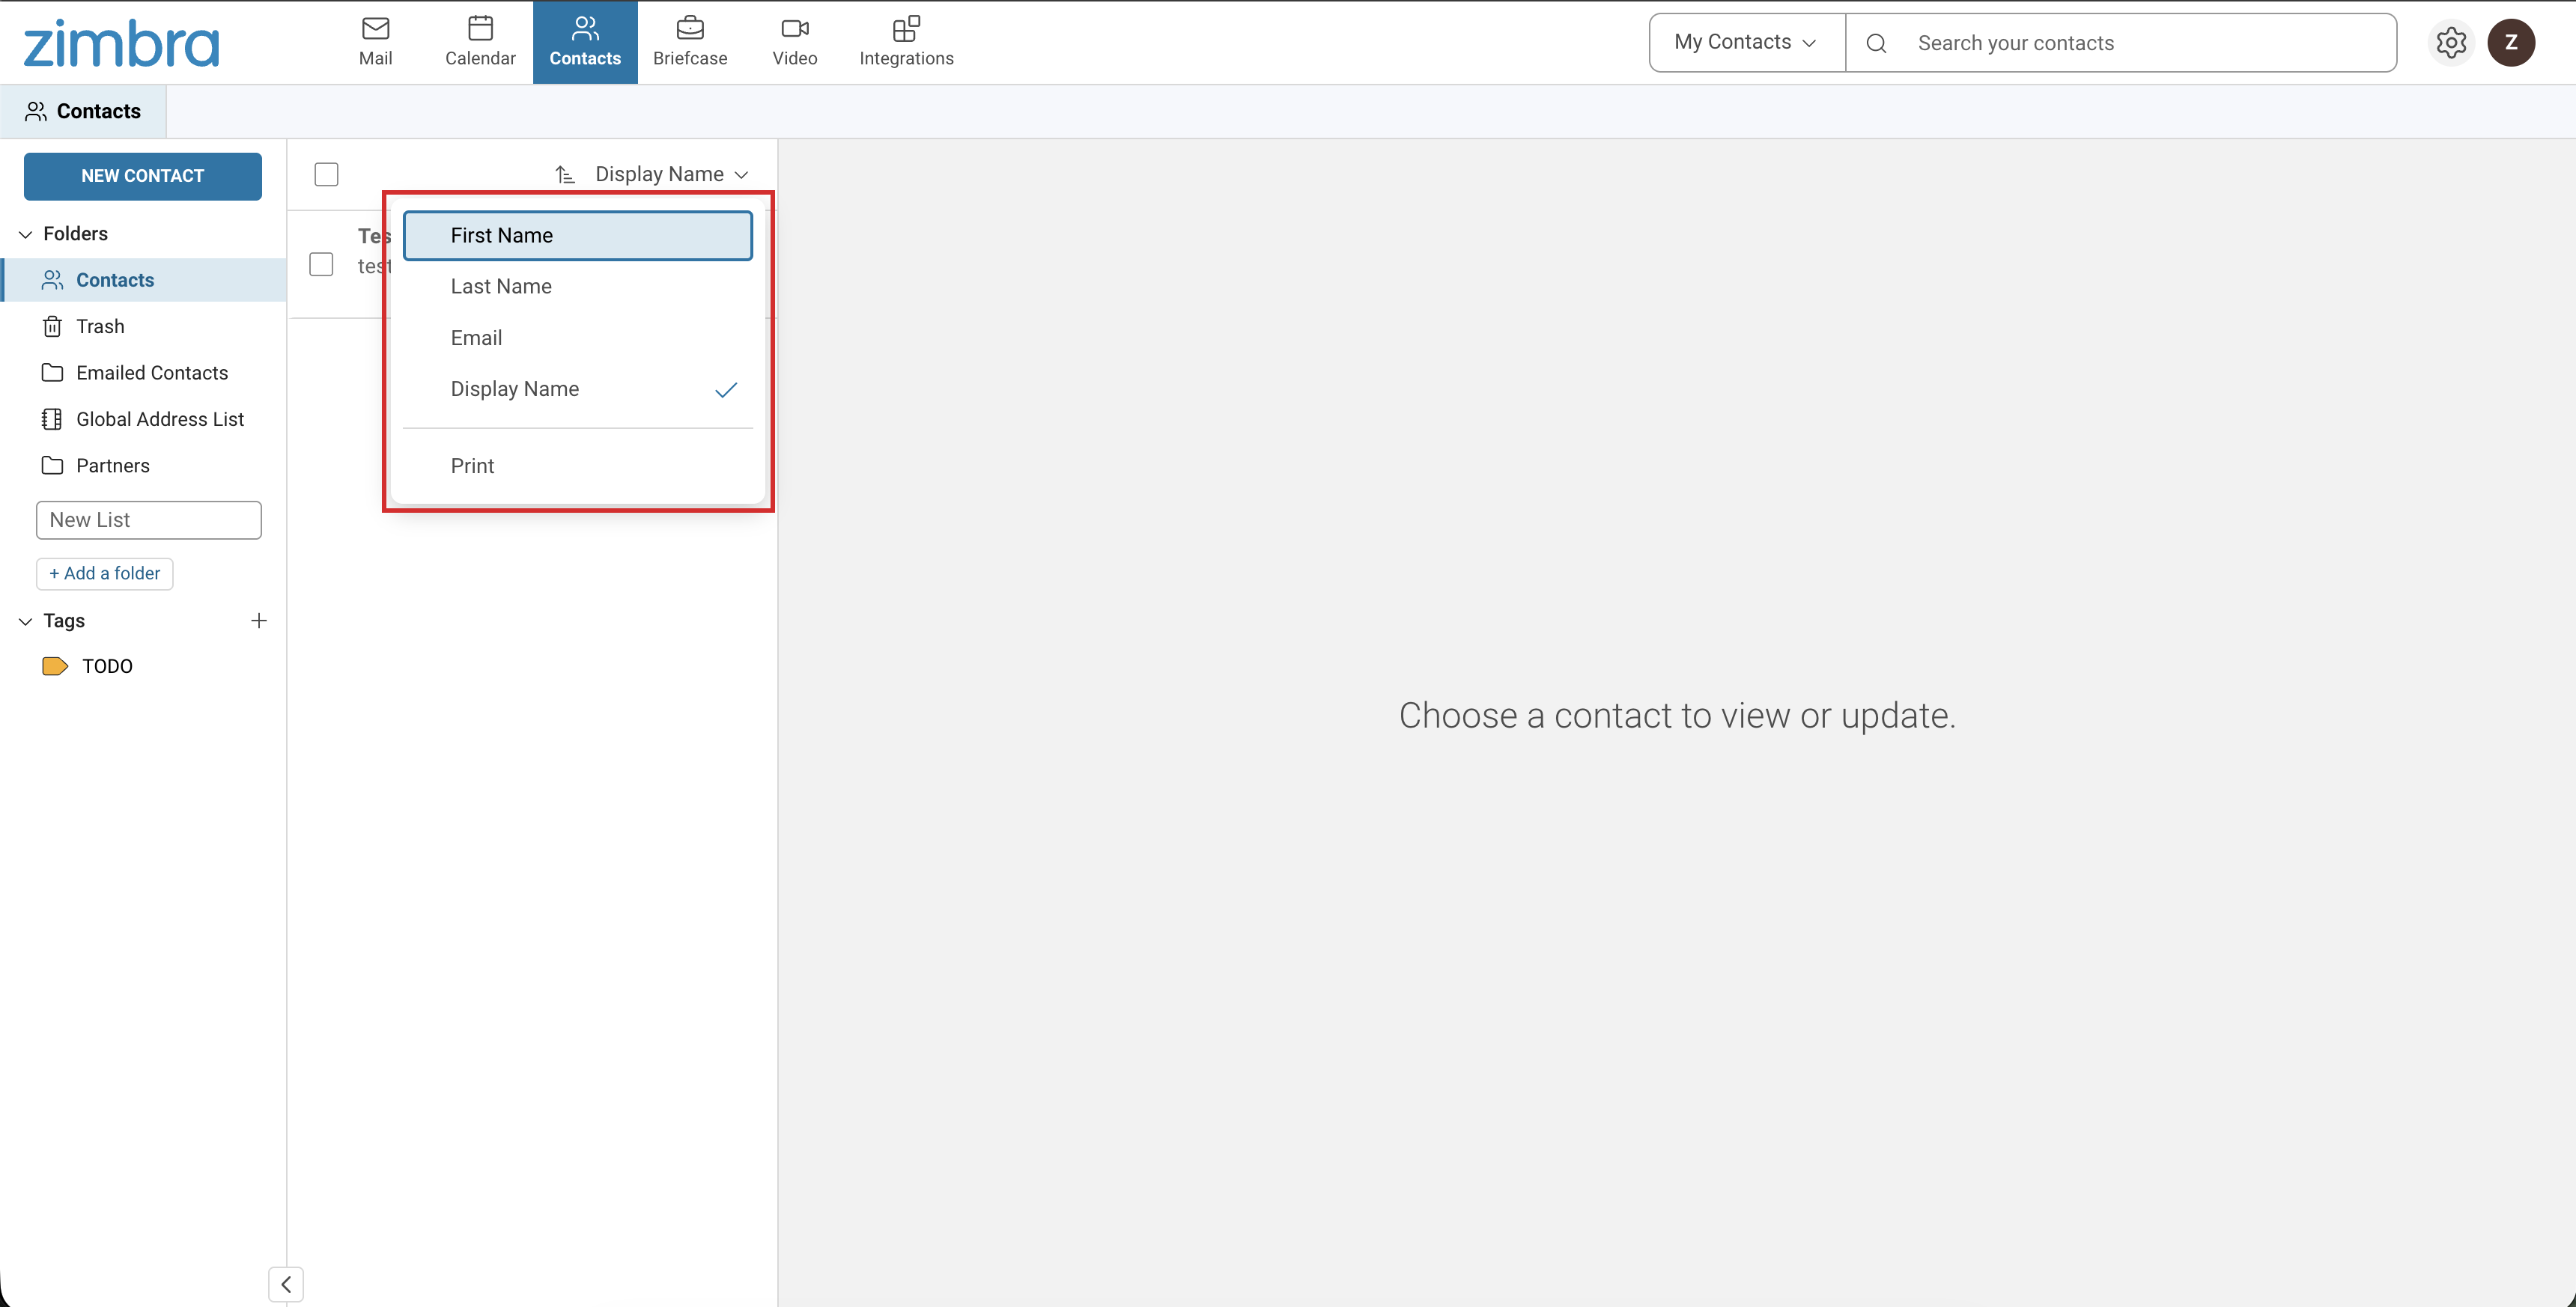 zimbra
Mail
Calendar
Contacts
Briefcase
Video
Integrations
My Contacts
Search your contacts
Z
Contacts
NEW CONTACT
Display Name
Folders
Contacts
Trash
Emailed Contacts
Global Address List
Partners
New List
+ Add a folder
Tags
TODO
Tes
test
First Name
Last Name
Email
Display Name
Print
Choose a contact to view or update.